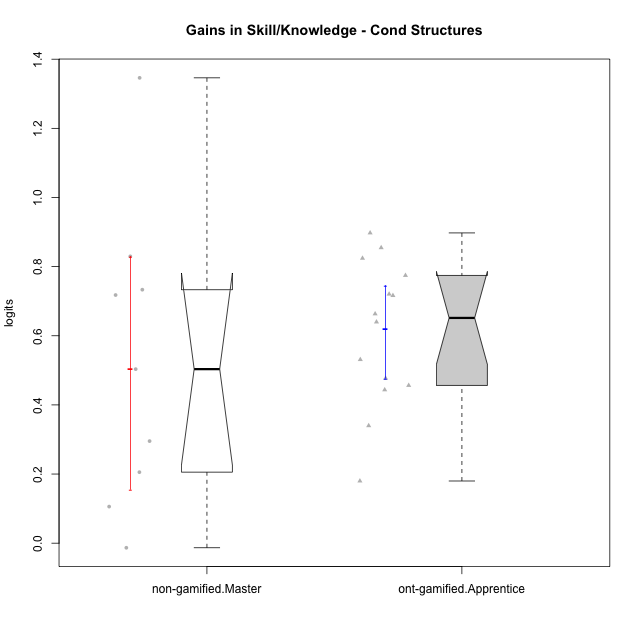 Gains in Skill/Knowledge - Cond Structures
logits
1.4
1.2
1.0
0.8
0.6
0.4
0.2
0.0
non-gamified.Master
ont-gamified.Apprentice